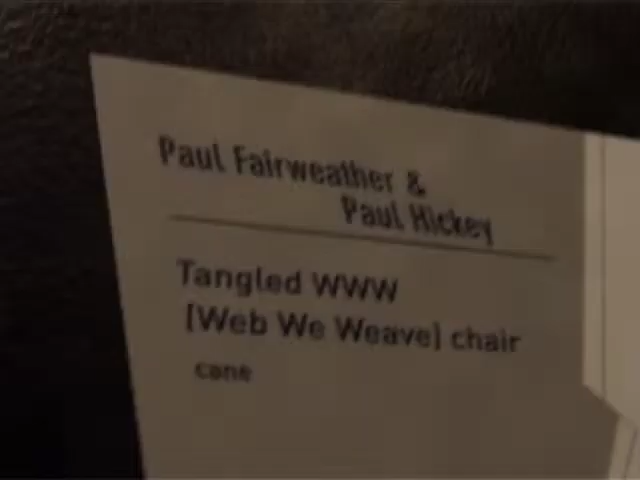 Paul Fairweather &
Paul Hickey
Tangled WWW
(Web We Weave) chair
cane